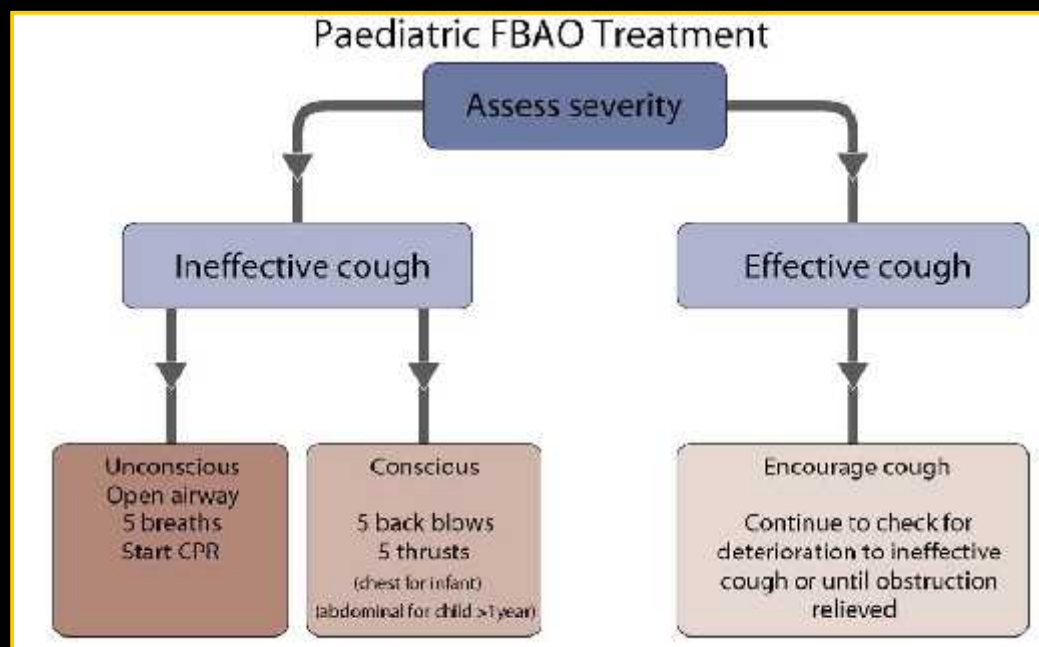 Paediatric FBAO Treatment
Assess severity
Ineffective cough
Effective cough
Unconscious
Open airway
5 breaths
Start CPR
Conscious
5 back blows
5 thrusts
(chest for infant)
(abdominal for child >1year)
Encourage cough
Continue to check for
deterioration to ineffective
cough or until obstruction
relieved